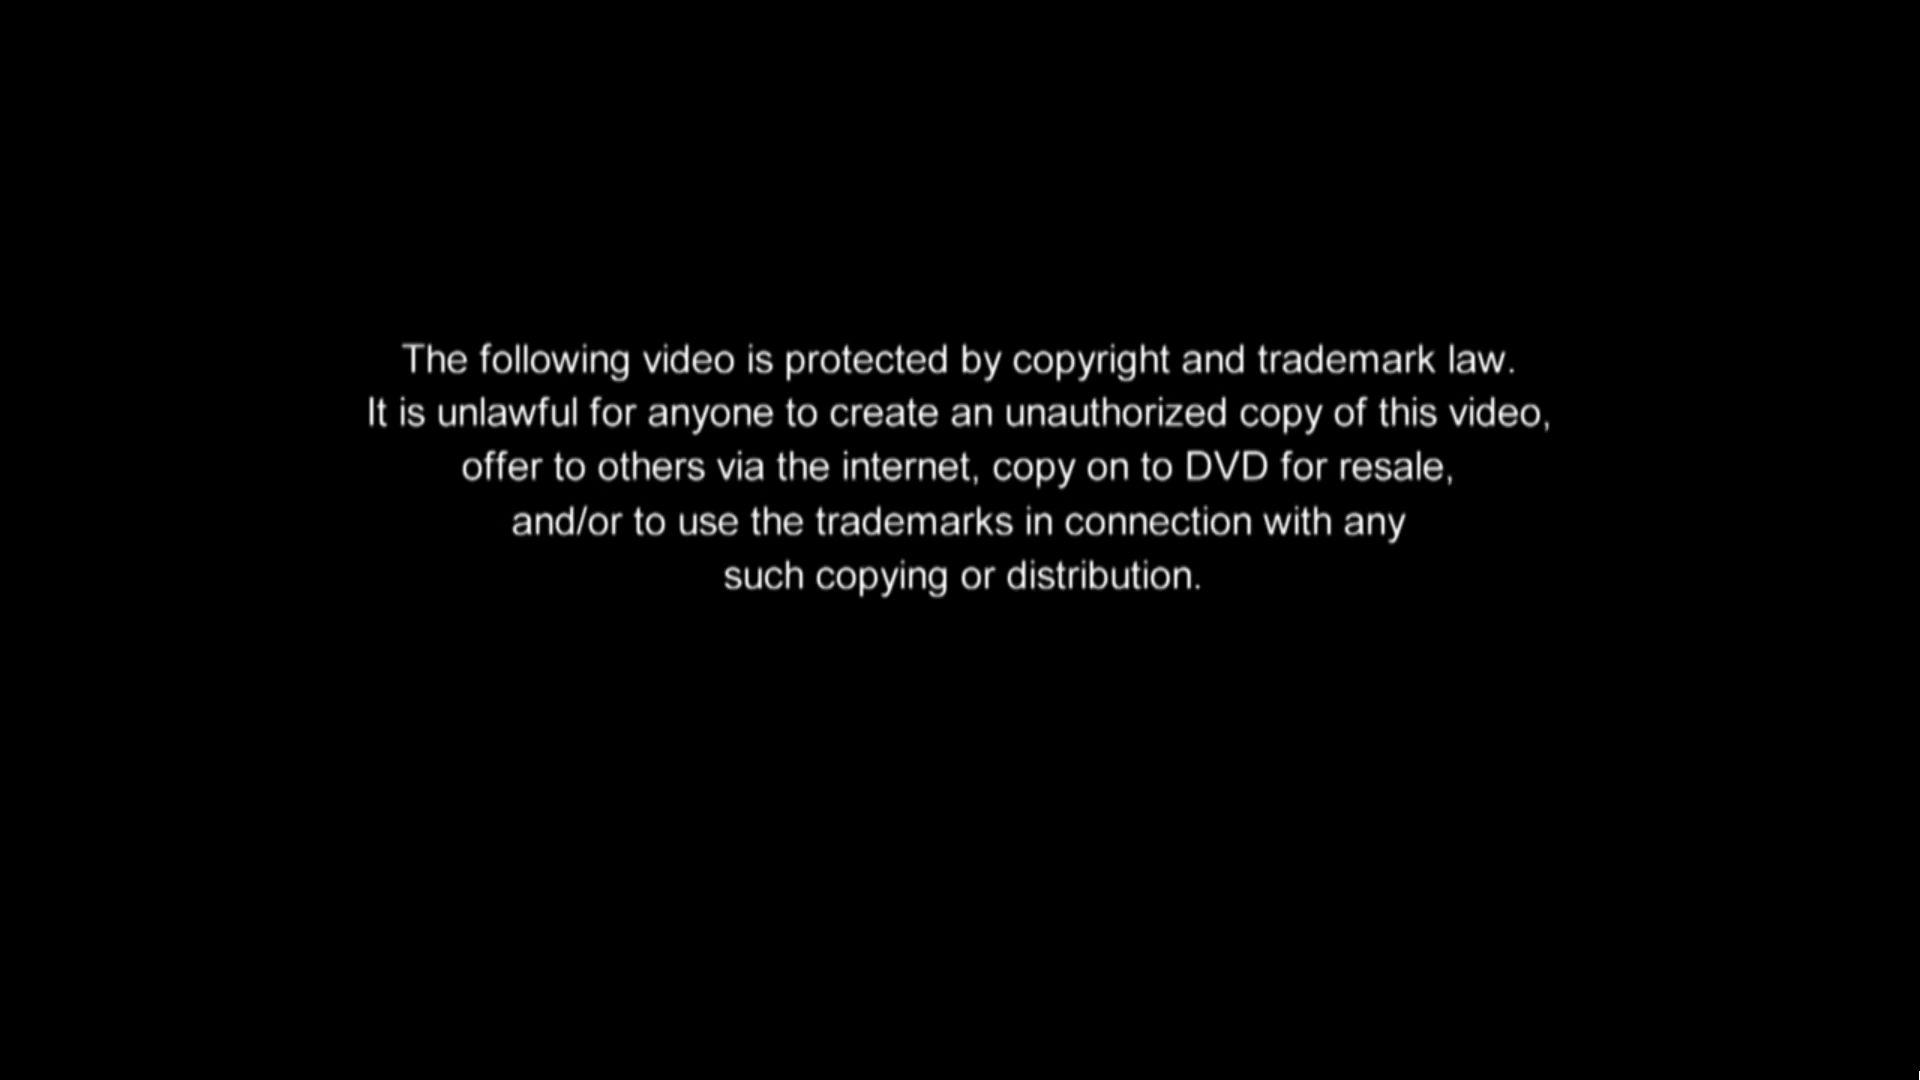 The following video is protected by copyright and trademark law.
It is unlawful for anyone to create an unauthorized copy of this video,
offer to others via the internet, copy on to DVD for resale,
and/or to use the trademarks in connection with any
such copying or distribution.